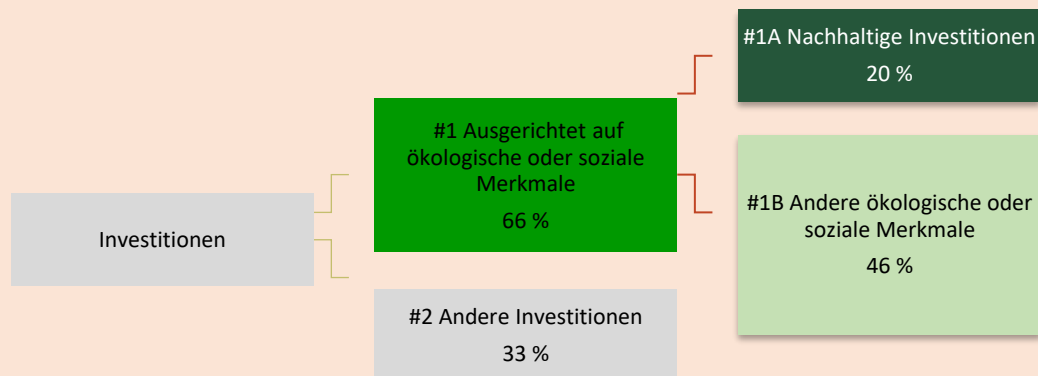 Investitionen
#1 Ausgerichtet auf
ökologische oder soziale
Merkmale
66 %
#2 Andere Investitionen
33 %
#1A Nachhaltige Investitionen
20 %
#1B Andere ökologische oder
soziale Merkmale
46 %